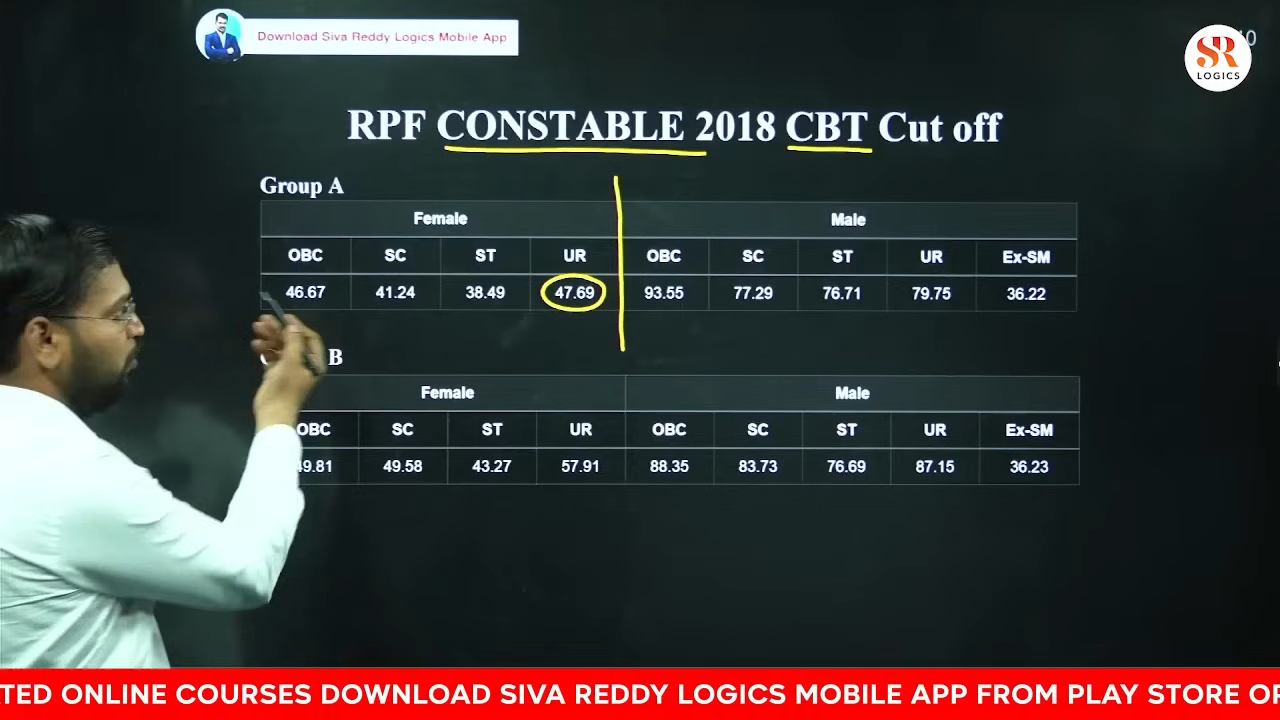 Download Siva Reddy Logics Mobile App
SR
LOGICS
RPF CONSTABLE 2018 CBT Cut off
Group A
Female Male
OBC SC ST UR OBC SC ST UR Ex-SM
46.67 41.24 38.49 47.69 93.55 77.29 76.71 79.75 36.22
B
Female Male
OBC SC ST UR OBC SC ST UR Ex-SM
49.58 43.27 57.91 88.35 83.73 76.69 87.15 36.23
TED ONLINE COURSES DOWNLOAD SIVA REDDY LOGICS MOBILE APP FROM PLAY STORE OF